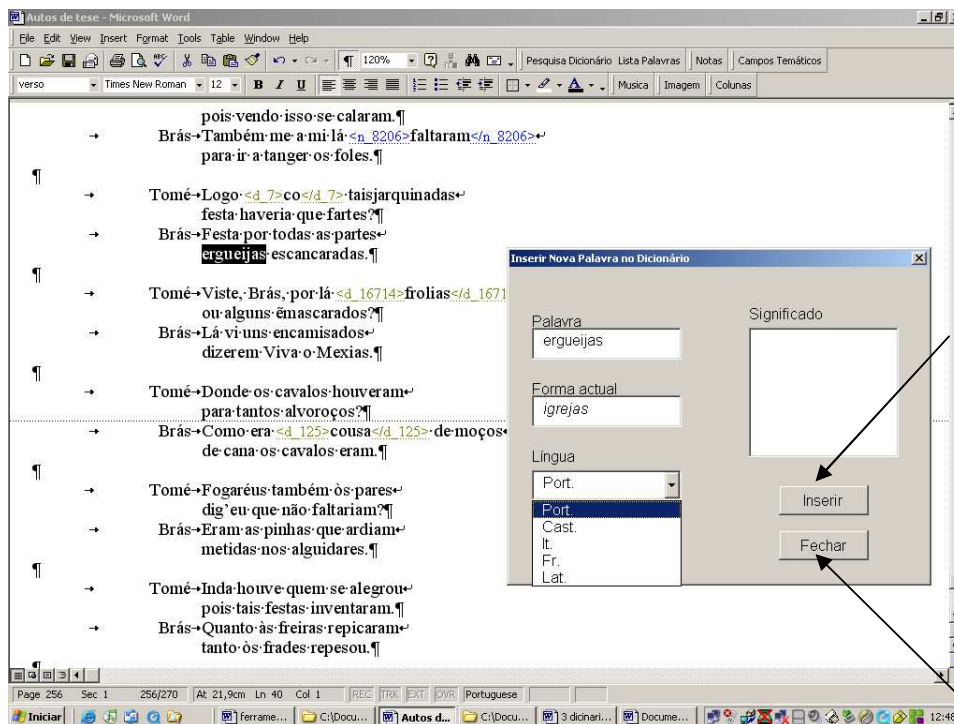 Autos de tese - Microsoft Word
File Edit View Insert Format Tools Table Window Help
120% Pesquisa Dicionário Lista Palavras Notas Campos Temáticos
verso Times New Roman 12 B I U Musica Imagem Colunas
pois·vendo·isso·se·calaram.¶
→ Brás→Também·me·a·mi·lá·<n_8206>faltaram</n_8206>↵
para·ir·a·tanger·os·foles.¶
¶
→ Tomé→Logo·<d_7>co</d_7>·taisjarquinadas↵
festa·haveria·que·fartes?¶
→ Brás→Festa·por·todas·as·partes↵
ergueijas·escancaradas.¶
¶
→ Tomé→Viste,·Brás,·por·lá·<d_16714>frolias</d_1671
ou·alguns·ẽmascarados?¶
→ Brás→Lá·vi·uns·encamisados↵
dizerem·Viva·o·Mexias.¶
¶
→ Tomé→Donde·os·cavalos·houveram↵
para·tantos·alvoroços?¶
→ Brás→Como·era·<d_125>cousa</d_125>·de·moços↵
de·cana·os·cavalos·eram.¶
¶
→ Tomé→Fogaréus·também·òs·pares↵
dig’eu·que·não·faltariam?¶
→ Brás→Eram·as·pinhas·que·ardiam↵
metidas·nos·alguidares.¶
¶
→ Tomé→Inda·houve·quem·se·alegrou↵
pois·tais·festas·inventaram.¶
→ Brás→Quanto·às·freiras·repicaram↵
tanto·òs·frades·repesou.¶
¶
Inserir Nova Palavra no Dicionário
Palavra
ergueijas
Forma actual
igrejas
Língua
Port.
Port.
Cast.
It.
Fr.
Lat.
Significado
Inserir
Fechar
Page 256 Sec 1 256/270 At 21,9cm Ln 40 Col 1 REC TRK EXT OVR Portuguese
Iniciar ferrame... C:\Docu... Autos d... C:\Docu... 3 dicinari... Docume... 12:48